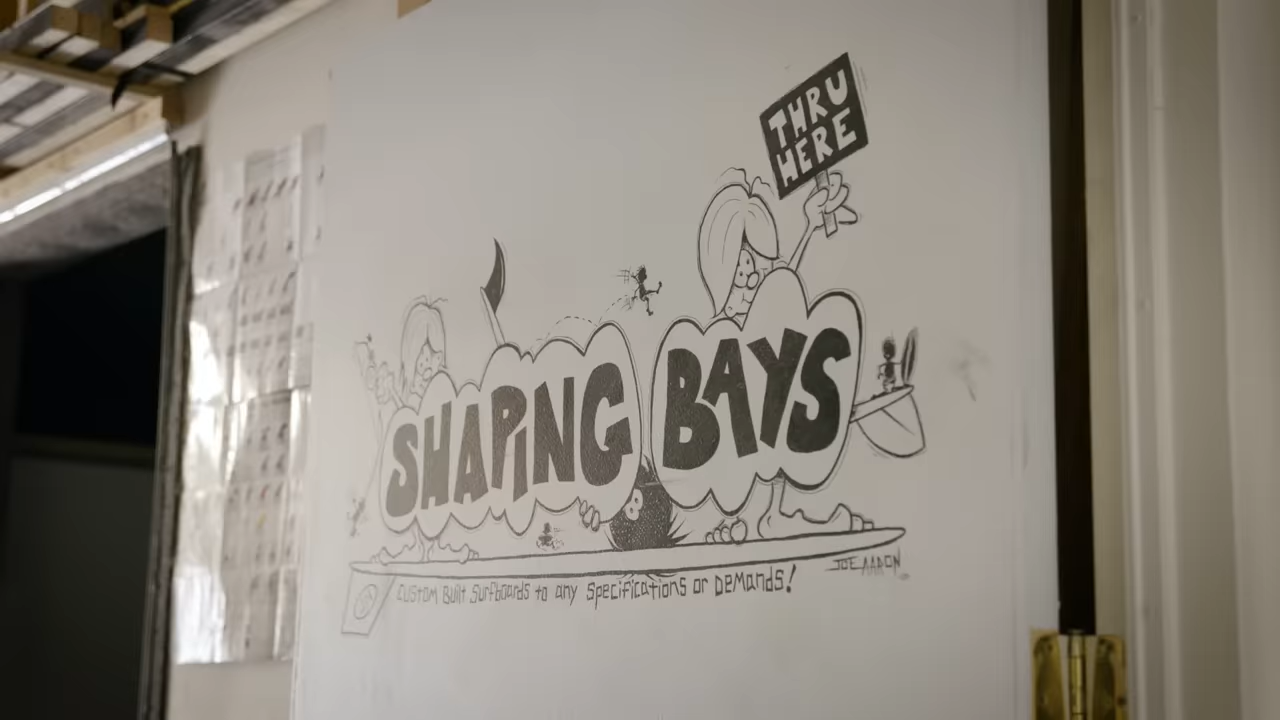 THRU
HERE
SHAPiNG BAYS
JOE AARON
CUSTOM BUilt SurfBoards to any Specifications or DeMaNDS!